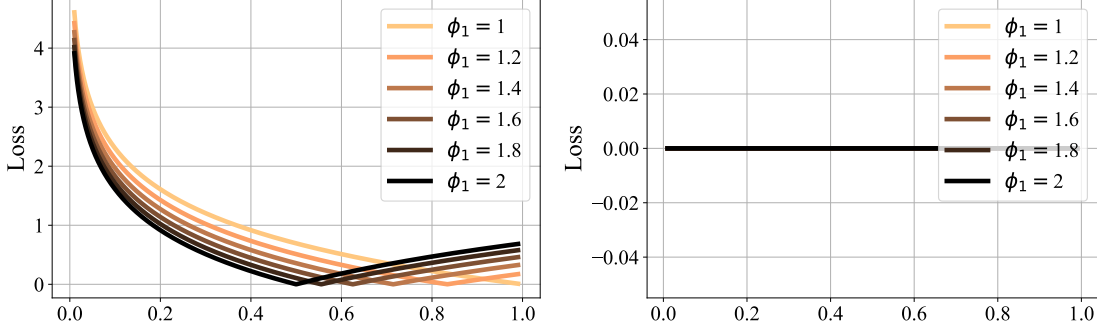 4
3
2
1
0
Loss
0.0 0.2 0.4 0.6 0.8 1.0
ϕ₁ = 1
ϕ₁ = 1.2
ϕ₁ = 1.4
ϕ₁ = 1.6
ϕ₁ = 1.8
ϕ₁ = 2
0.04
0.02
0.00
−0.02
−0.04
Loss
0.0 0.2 0.4 0.6 0.8 1.0
ϕ₁ = 1
ϕ₁ = 1.2
ϕ₁ = 1.4
ϕ₁ = 1.6
ϕ₁ = 1.8
ϕ₁ = 2